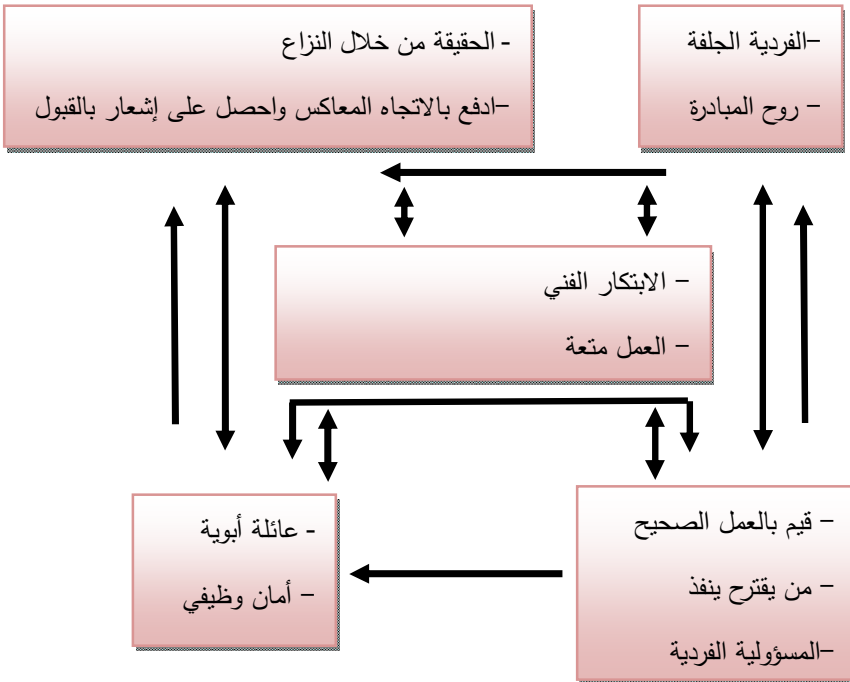 –الفردية الجلفة
– روح المبادرة
- الحقيقة من خلال النزاع
–ادفع بالاتجاه المعاكس واحصل على إشعار بالقبول
– الابتكار الفني
– العمل متعة
– قيم بالعمل الصحيح
– من يقترح ينفذ
–المسؤولية الفردية
- عائلة أبوية
– أمان وظيفي